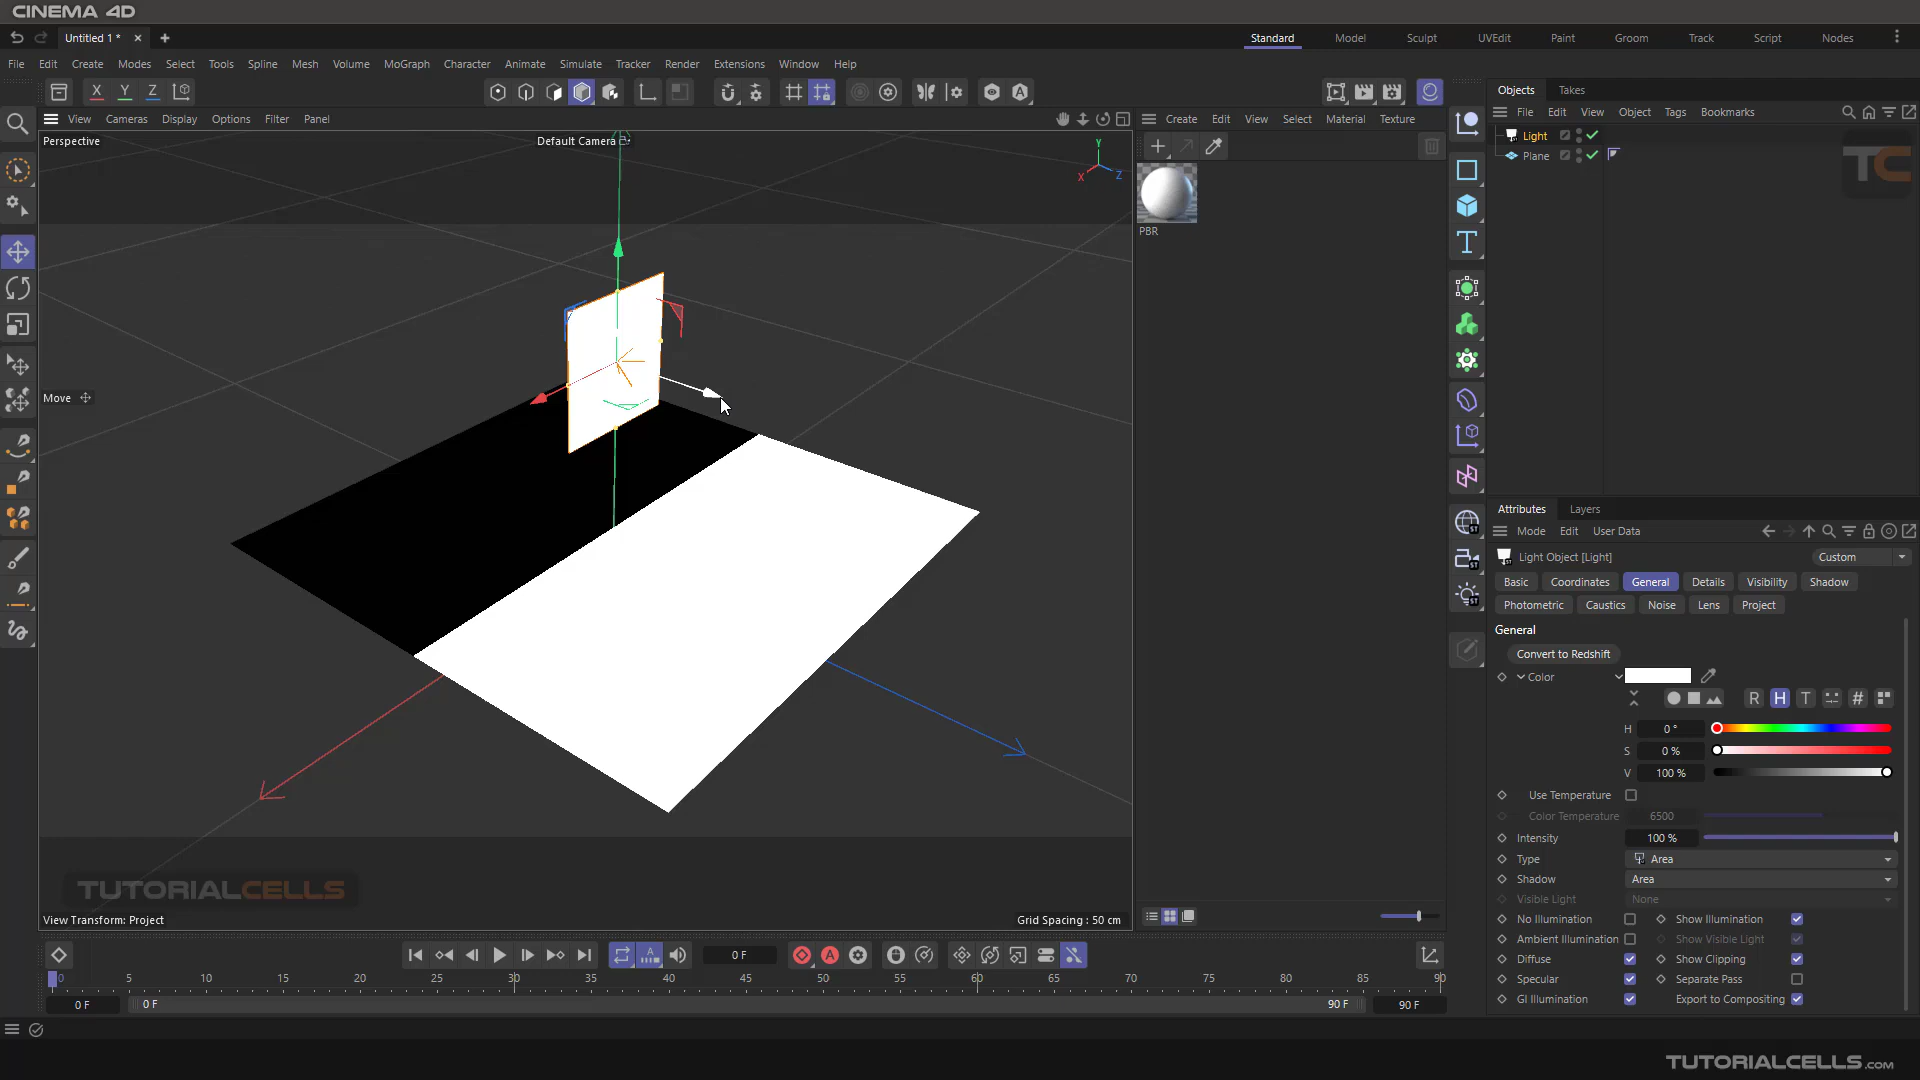 CINEMA 4D
Untitled 1 *
Standard Model Sculpt UVEdit Paint Groom Track Script Nodes
File Edit Create Modes Select Tools Spline Mesh Volume MoGraph Character Animate Simulate Tracker Render Extensions Window Help
X Y Z
Objects Takes
View Cameras Display Options Filter Panel
Create Edit View Select Material Texture
File Edit View Object Tags Bookmarks
Perspective
Default Camera
Y
X
Z
Light
Plane
TC
PBR
Move
Attributes Layers
Mode Edit User Data
Light Object [Light]
Custom
Basic Coordinates General Details Visibility Shadow
Photometric Caustics Noise Lens Project
General
Convert to Redshift
Color
R H T #
H 0 °
S 0 %
V 100 %
Use Temperature
Color Temperature 6500
Intensity 100 %
Type Area
Shadow Area
Visible Light None
No Illumination Show Illumination
Ambient Illumination Show Visible Light
Diffuse Show Clipping
Specular Separate Pass
GI Illumination Export to Compositing
TUTORIALCELLS
View Transform: Project
Grid Spacing : 50 cm
0 F
0 5 10 15 20 25 30 35 40 45 50 55 60 65 70 75 80 85 90
0 F 0 F 90 F 90 F
TUTORIALCELLS.com